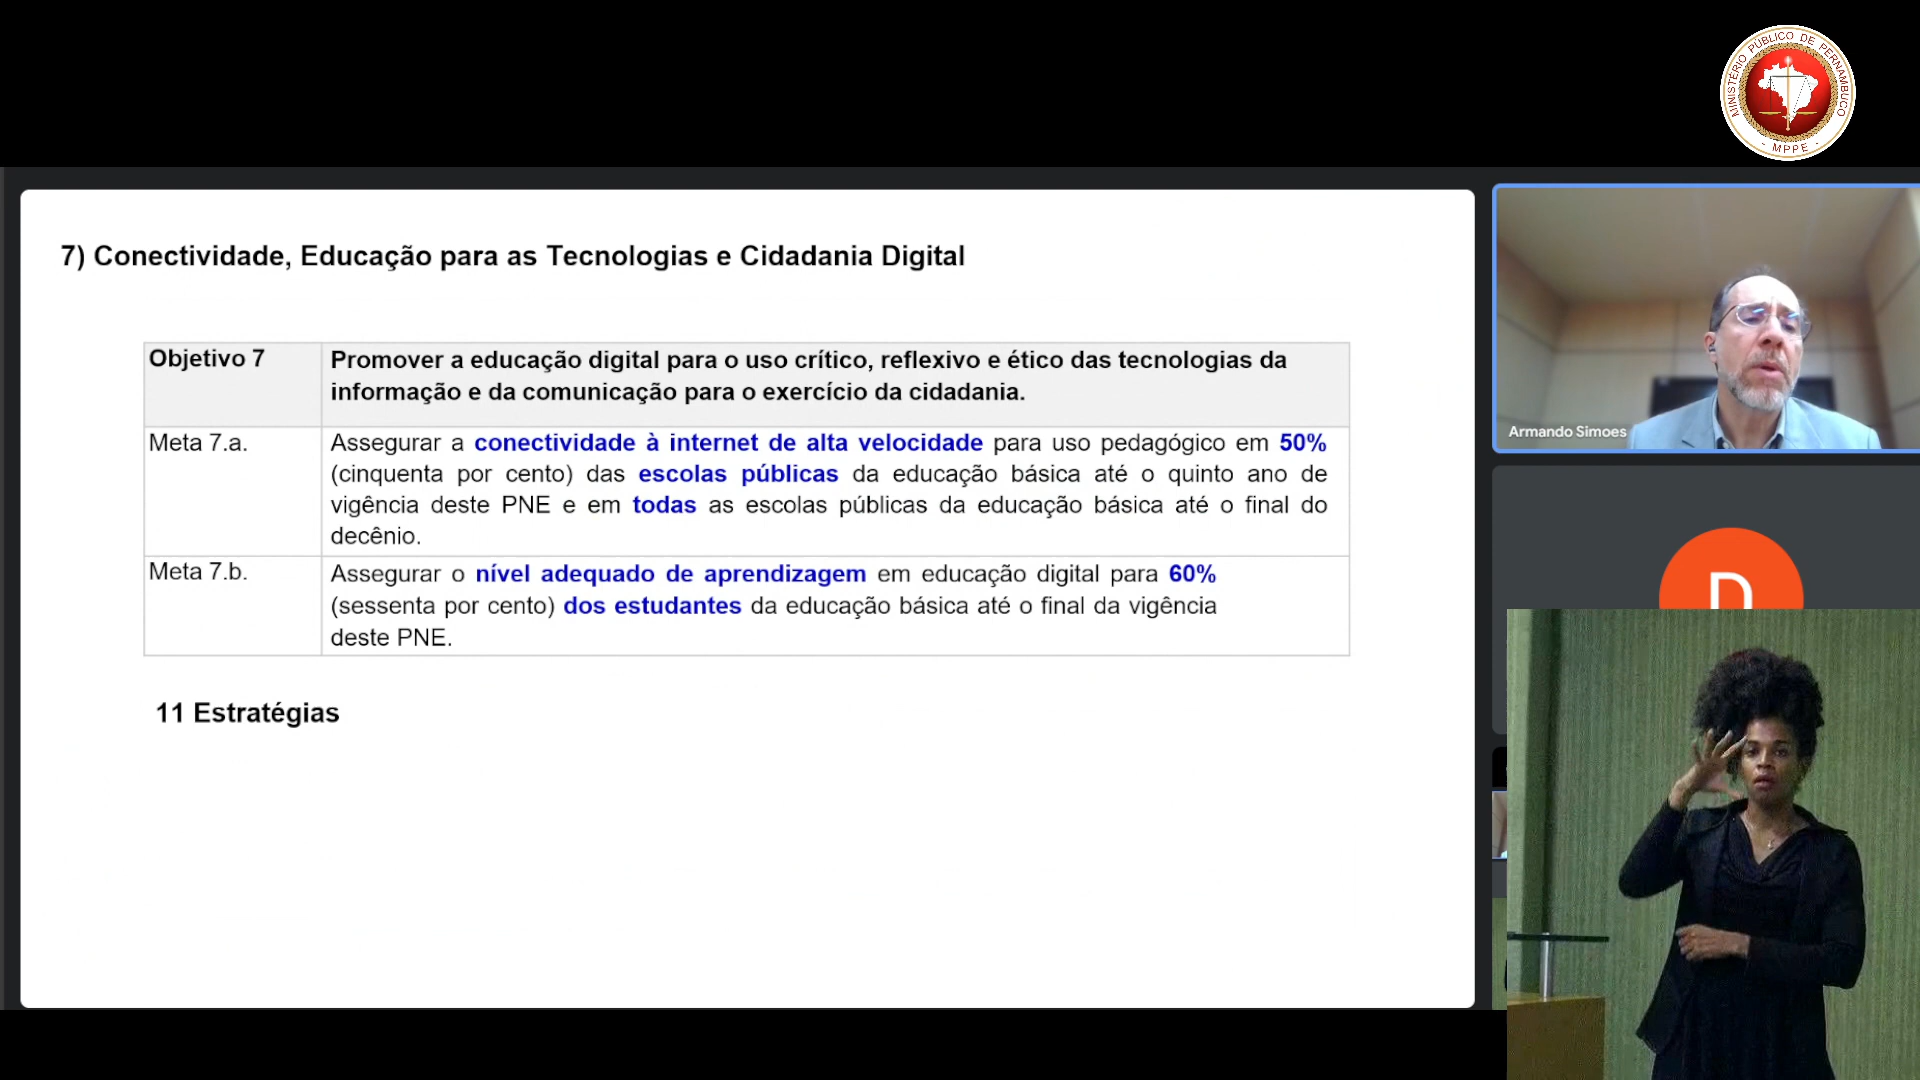 MINISTÉRIO PÚBLICO DE PERNAMBUCO
- MPPE -
7) Conectividade, Educação para as Tecnologias e Cidadania Digital
Objetivo 7
Promover a educação digital para o uso crítico, reflexivo e ético das tecnologias da
informação e da comunicação para o exercício da cidadania.
Meta 7.a.
Assegurar a conectividade à internet de alta velocidade para uso pedagógico em 50%
(cinquenta por cento) das escolas públicas da educação básica até o quinto ano de
vigência deste PNE e em todas as escolas públicas da educação básica até o final do
decênio.
Meta 7.b.
Assegurar o nível adequado de aprendizagem em educação digital para 60%
(sessenta por cento) dos estudantes da educação básica até o final da vigência
deste PNE.
11 Estratégias
Armando Simoes
D